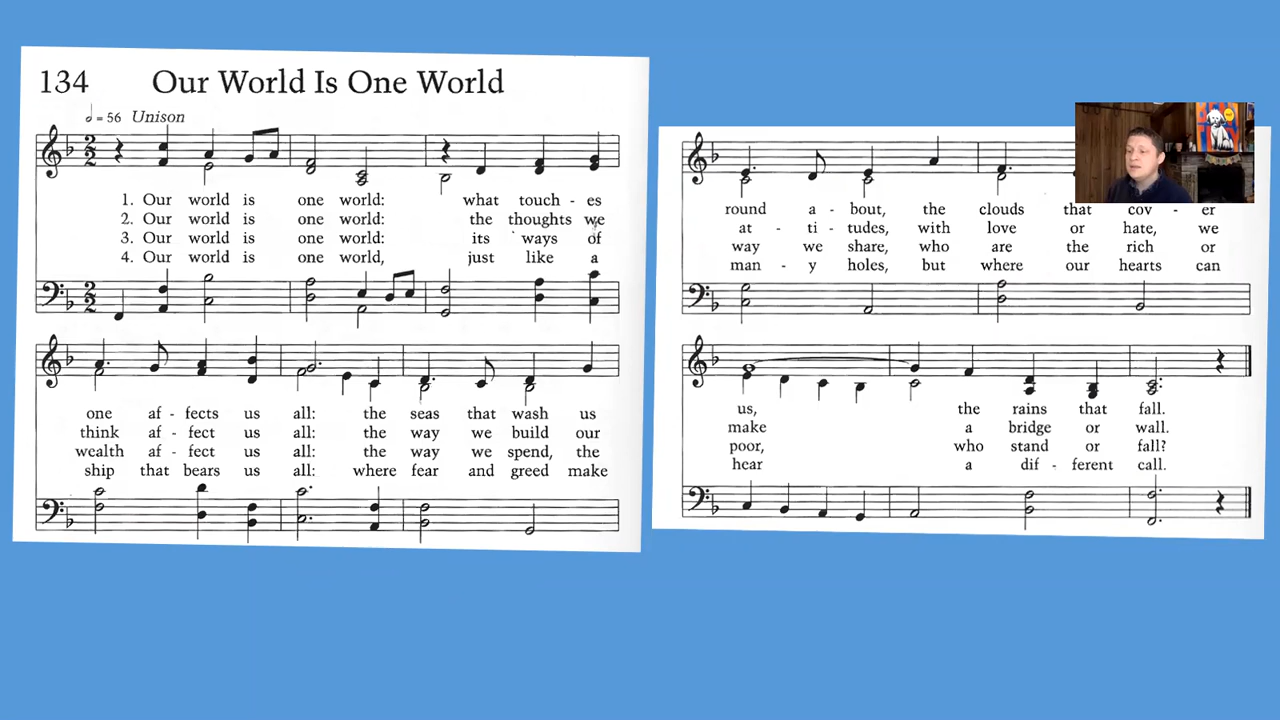 134 Our World Is One World
= 56 Unison
1. Our world is one world: what touch - es
2. Our world is one world: the thoughts we
3. Our world is one world: its ways of
4. Our world is one world, just like a
one af - fects us all: the seas that wash us
think af - fect us all: the way we build our
wealth af - fect us all: the way we spend, the
ship that bears us all: where fear and greed make
round a - bout, the clouds that cov - er
at - ti - tudes, with love or hate, we
way we share, who are the rich or
man - y holes, but where our hearts can
us, the rains that fall.
make a bridge or wall.
poor, who stand or fall?
hear a dif - ferent call.